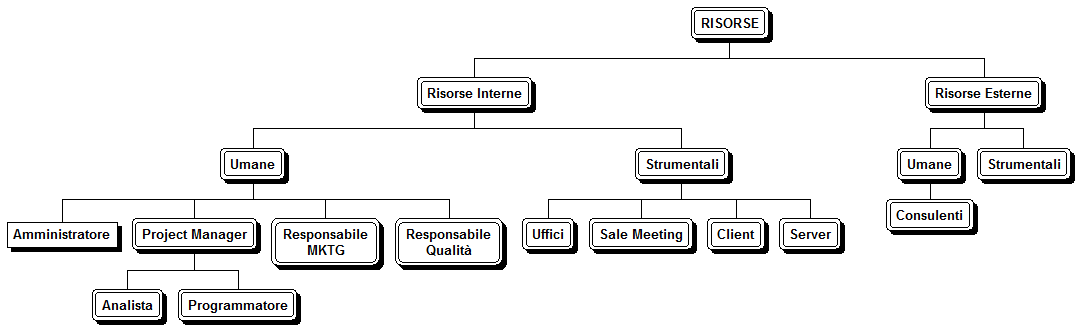 RISORSE
Risorse Interne
Risorse Esterne
Umane
Strumentali
Umane
Strumentali
Consulenti
Amministratore
Project Manager
Responsabile
MKTG
Responsabile
Qualità
Uffici
Sale Meeting
Client
Server
Analista
Programmatore